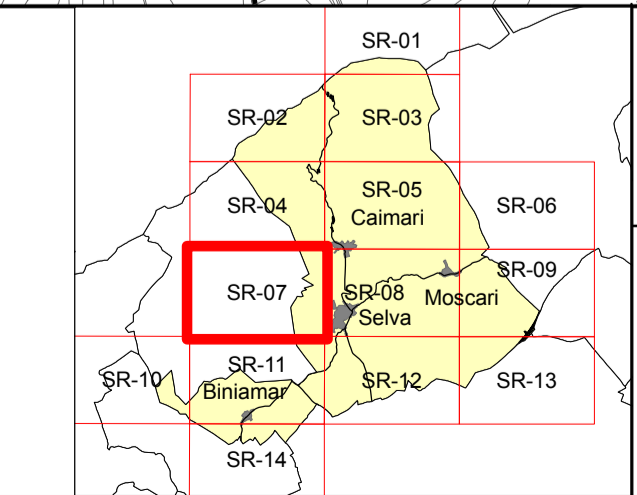 SR-01
SR-02
SR-03
SR-04
SR-05
Caimari
SR-06
SR-07
SR-08
SR-09
Moscari
Selva
SR-10
SR-11
Biniamar
SR-12
SR-13
SR-14